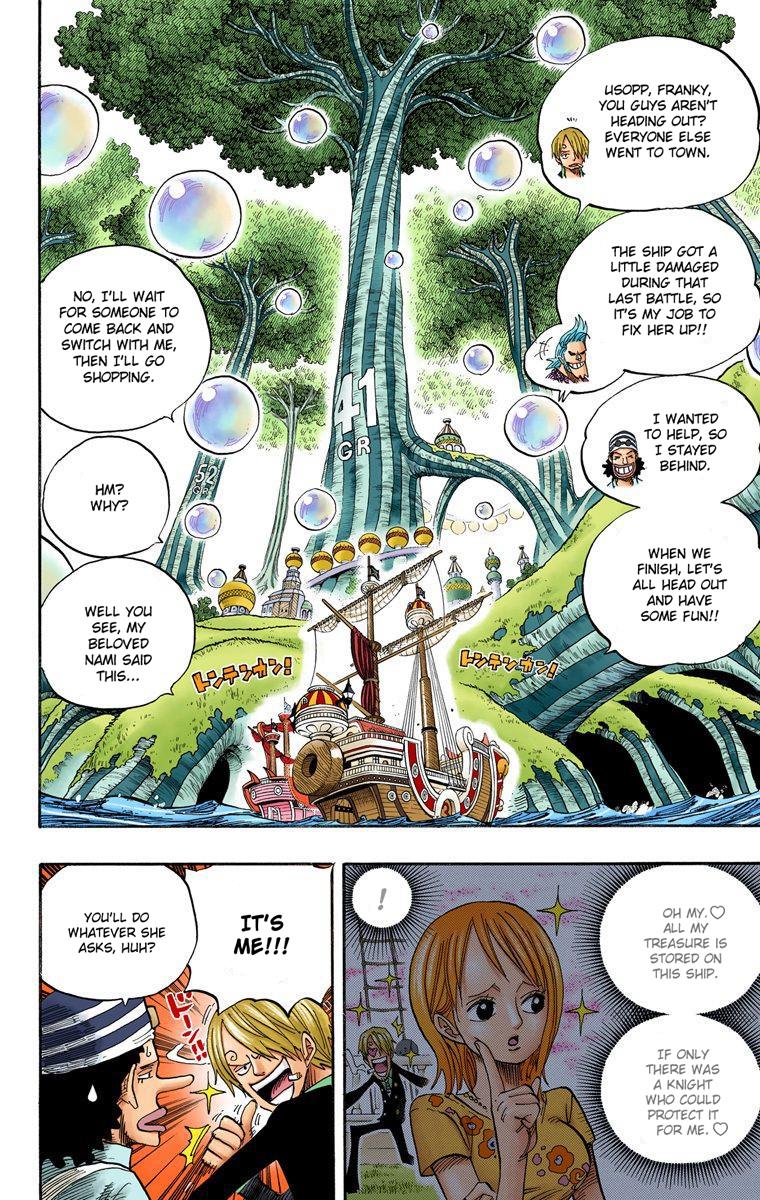 USOPP, FRANKY,
YOU GUYS AREN'T
HEADING OUT?
EVERYONE ELSE
WENT TO TOWN.
THE SHIP GOT A
LITTLE DAMAGED
DURING THAT
LAST BATTLE, SO
IT'S MY JOB TO
FIX HER UP!!
I WANTED
TO HELP, SO
I STAYED
BEHIND.
WHEN WE
FINISH, LET'S
ALL HEAD OUT
AND HAVE
SOME FUN!!
NO, I'LL WAIT
FOR SOMEONE TO
COME BACK AND
SWITCH WITH ME,
THEN I'LL GO
SHOPPING.
HM?
WHY?
WELL YOU
SEE, MY
BELOVED
NAMI SAID
THIS...
41
GR
52
GR
トンテンカン!
トンテンカン!
OH MY.♡
ALL MY
TREASURE IS
STORED ON
THIS SHIP.
IF ONLY
THERE WAS
A KNIGHT
WHO COULD
PROTECT IT
FOR ME.♡
!
IT'S
ME!!!
ドーン!!
YOU'LL DO
WHATEVER SHE
ASKS, HUH?